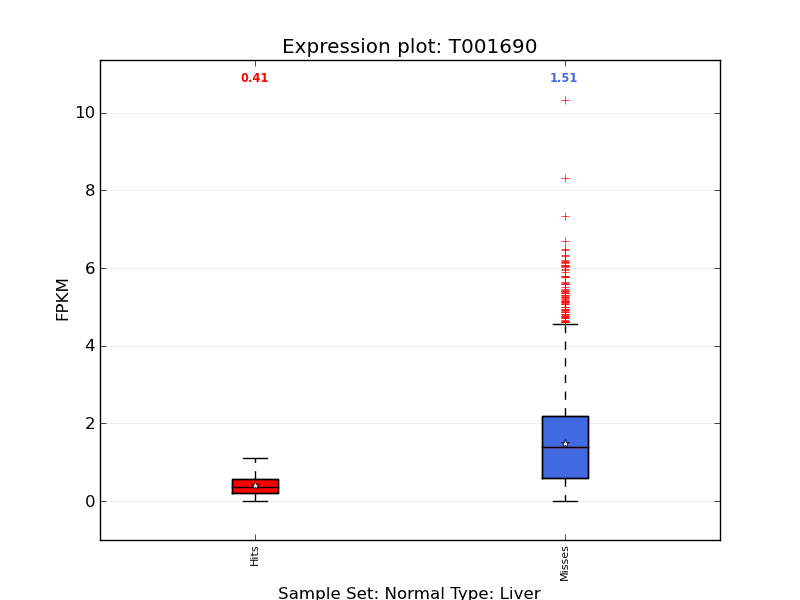 Expression plot: T001690
0.41
1.51
10
8
6
4
2
0
FPKM
Hits
Misses
Sample Set: Normal Type: Liver